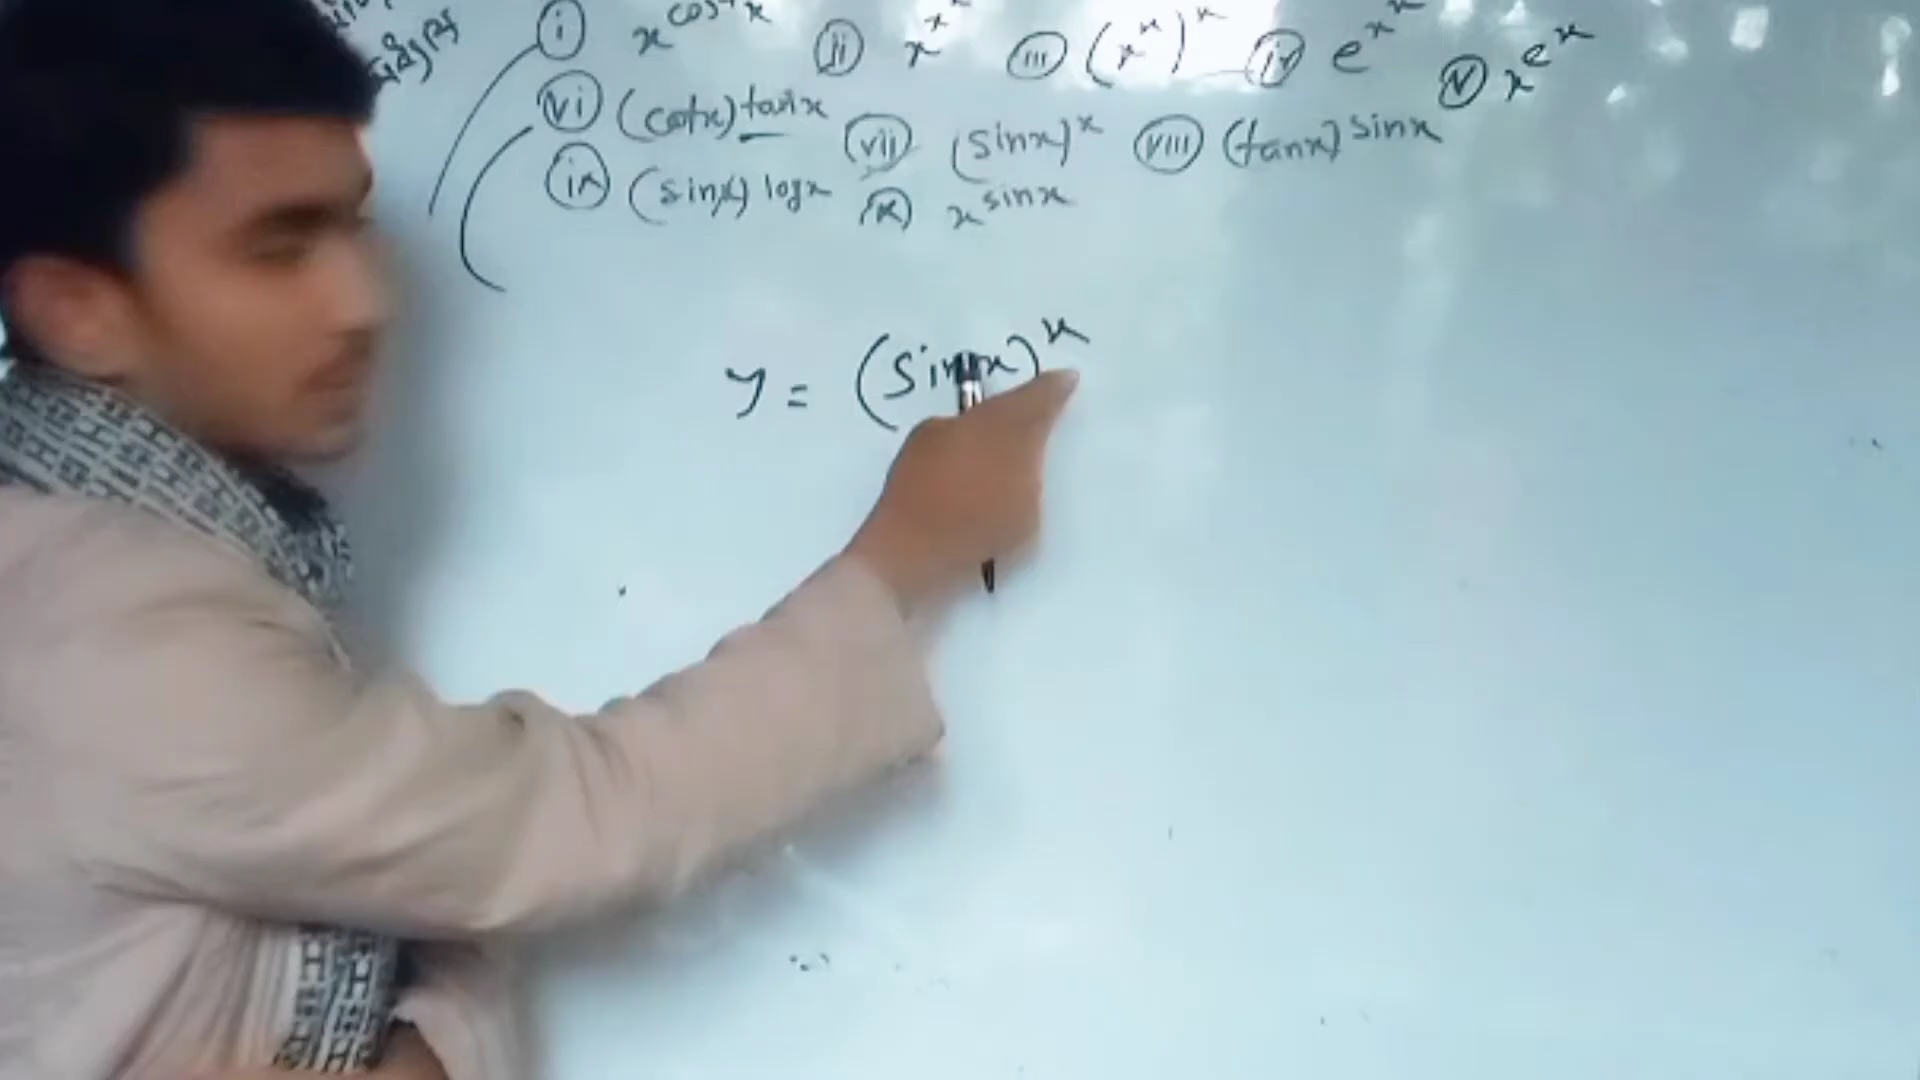 (i) x^cos⁻¹x (ii) x^x^x (iii) (x^x)^x (iv) e^x^x (v) x^e^x
(vi) (cotx)^tanx (vii) (sinx)^x (viii) (tanx)^sinx
(ix) (sinx)^logx (x) x^sinx
y = (sinx)^x